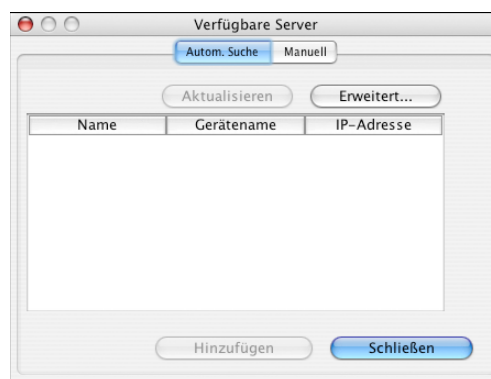 Verfügbare Server
Autom. Suche Manuell
Aktualisieren Erweitert...
Name Gerätename IP-Adresse
Hinzufügen Schließen